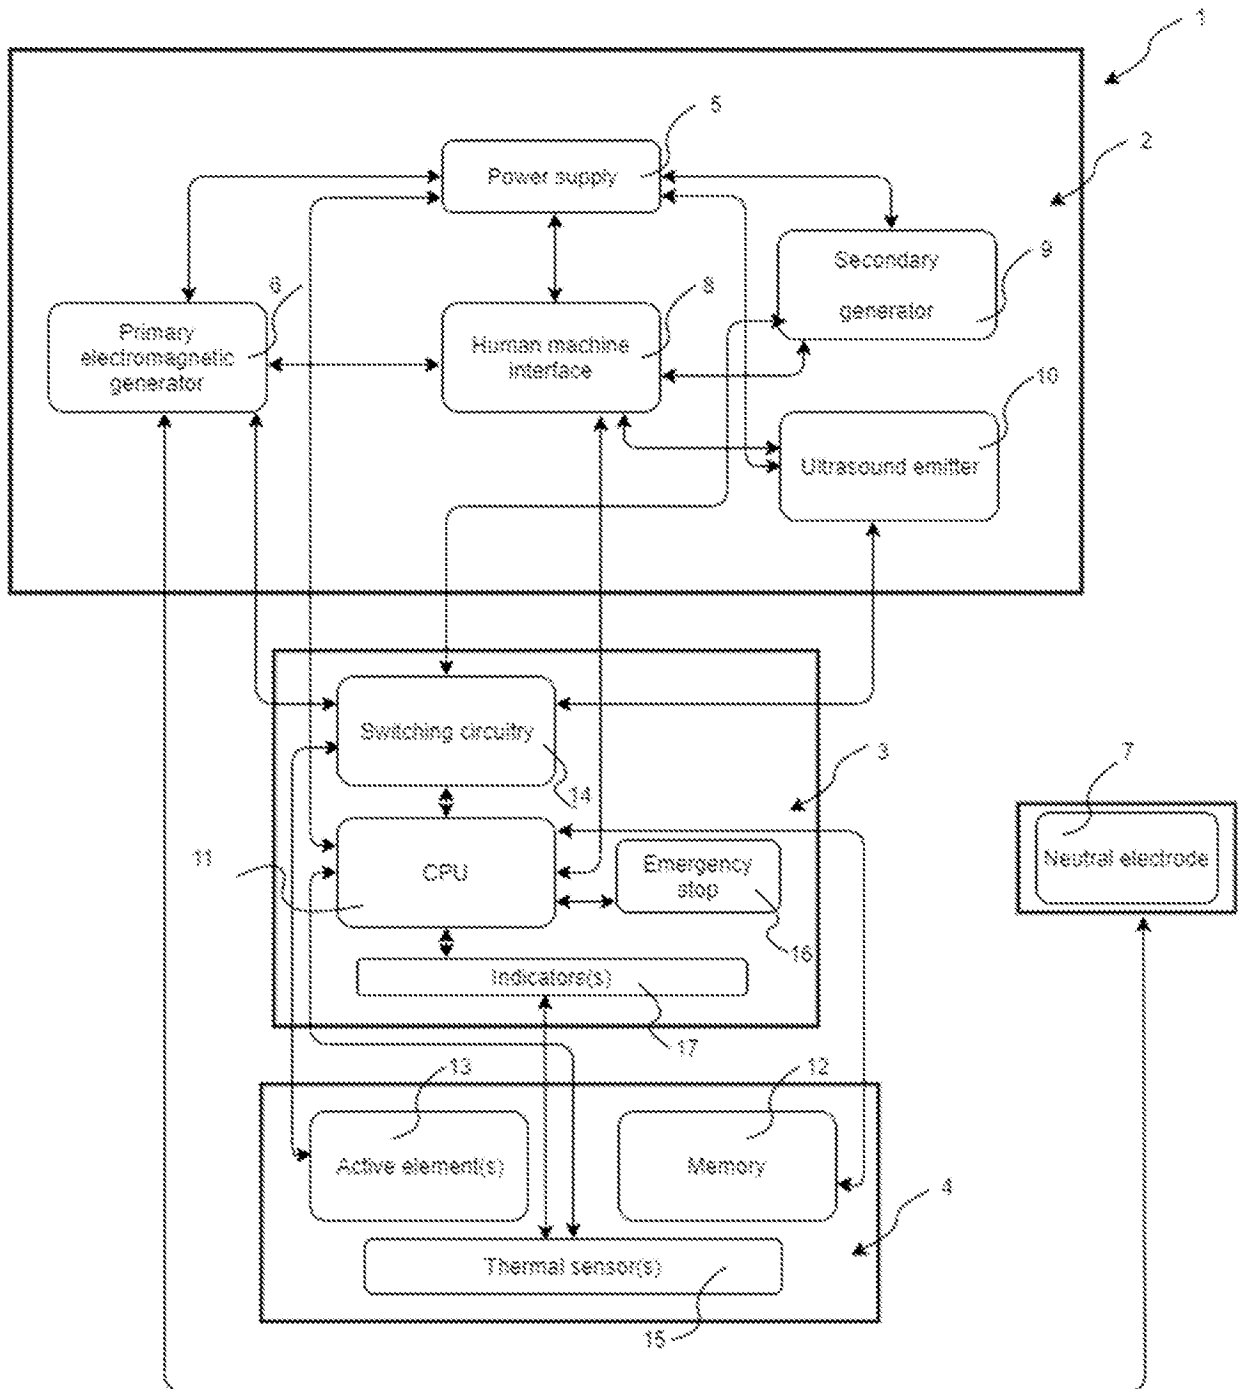 1
5
2
Power supply
9
Secondary
generator
6
8
Primary
electromagnetic
generator
Human machine
interface
10
Ultrasound emitter
Switching circuitry
3
7
14
11
CPU
Emergency
stop
Neutral electrode
16
Indicators(s)
17
13
12
Active element(s)
Memory
4
Thermal sensor(s)
15